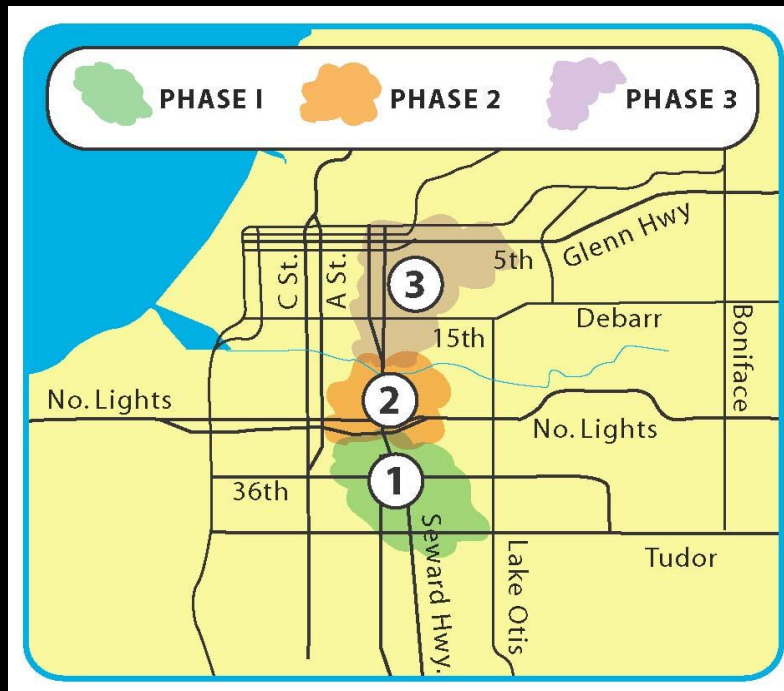 PHASE 1
PHASE 2
PHASE 3
C St.
A St.
5th
Glenn Hwy
3
15th
Debarr
Boniface
2
No. Lights
No. Lights
1
36th
Seward Hwy.
Lake Otis
Tudor